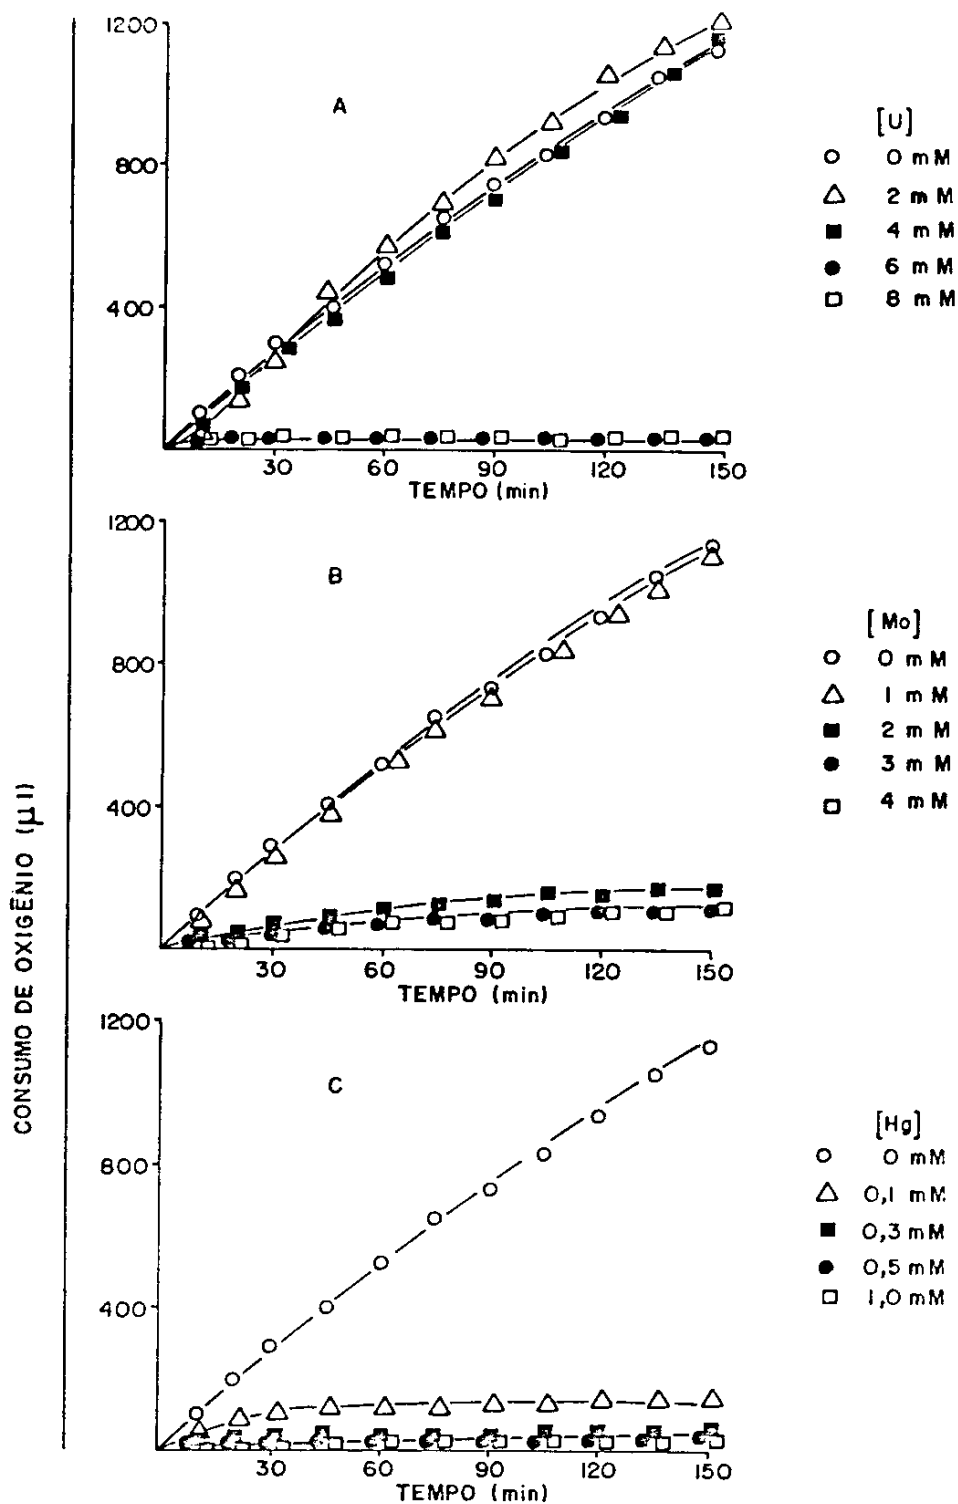 CONSUMO DE OXIGÊNIO (µl)
1200
A
800
400
30 60 90 120 150
TEMPO (min)
[U]
0 mM
2 mM
4 mM
6 mM
8 mM
1200
B
800
400
30 60 90 120 150
TEMPO (min)
[Mo]
0 mM
1 mM
2 mM
3 mM
4 mM
1200
C
800
400
30 60 90 120 150
TEMPO (min)
[Hg]
0 mM
0,1 mM
0,3 mM
0,5 mM
1,0 mM